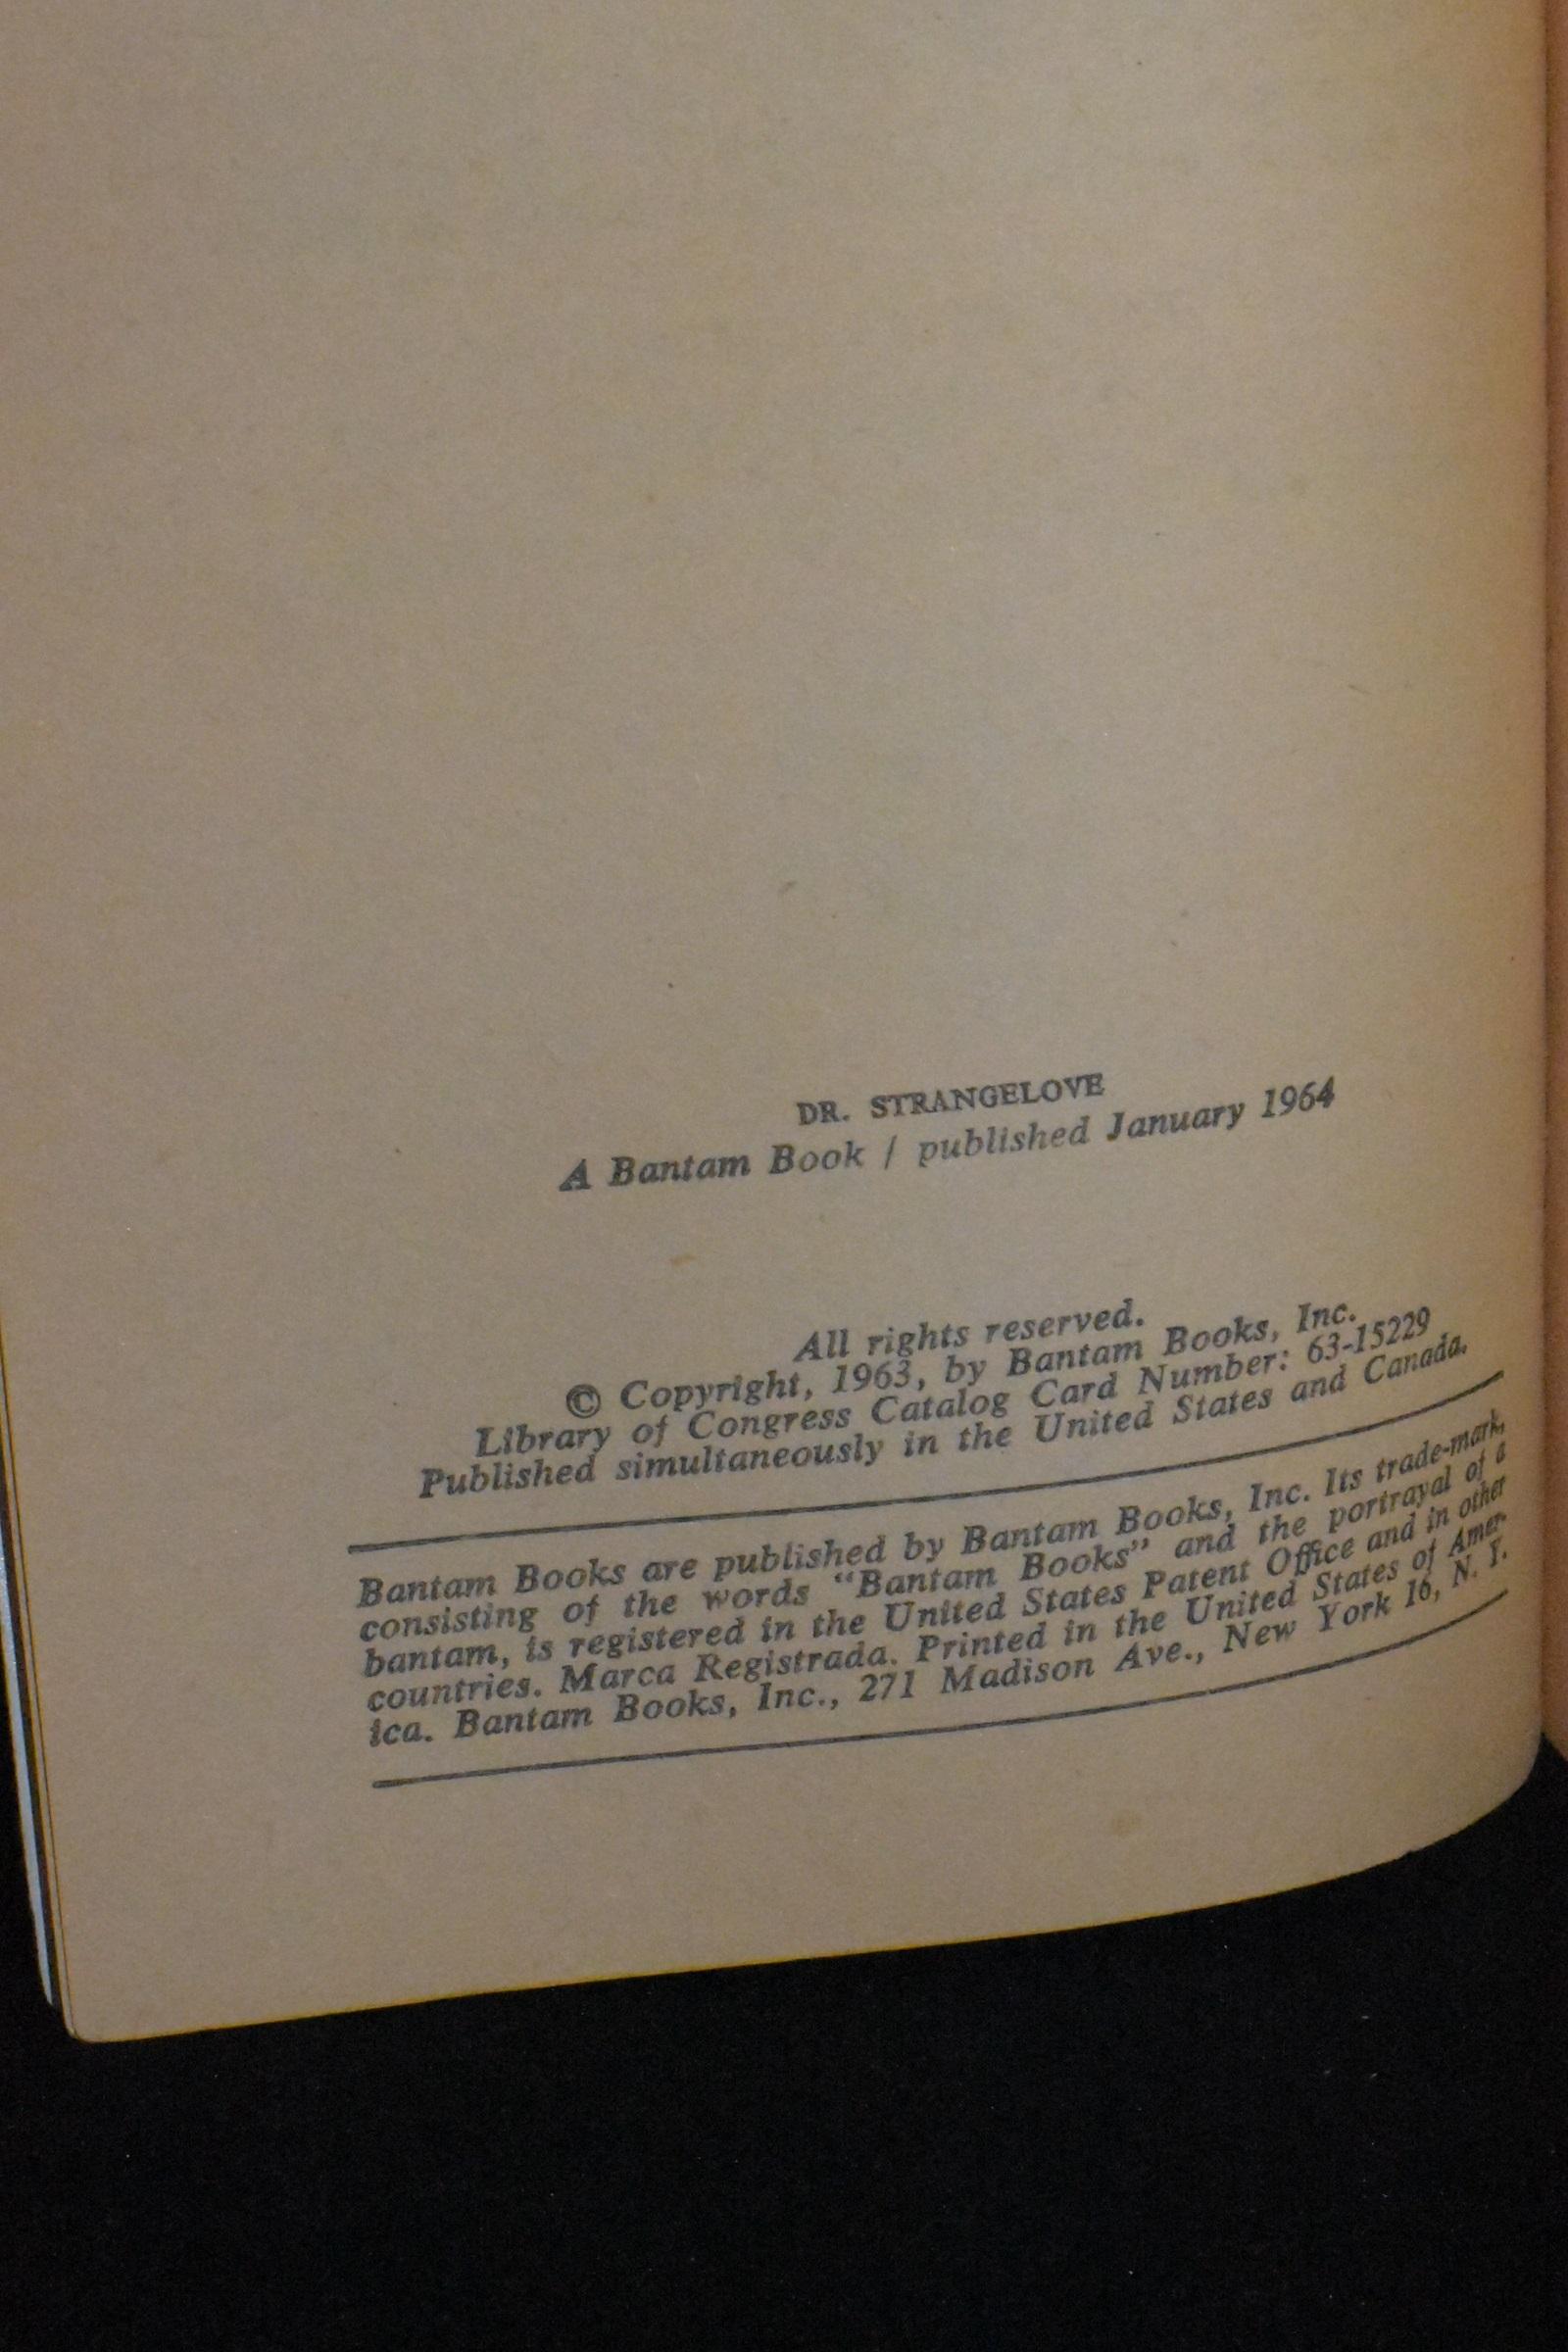 DR. STRANGELOVE
A Bantam Book / published January 1964
All rights reserved.
© Copyright, 1963, by Bantam Books, Inc.
Library of Congress Catalog Card Number: 63-15229
Published simultaneously in the United States and Canada.
Bantam Books are published by Bantam Books, Inc. Its trade-mark,
consisting of the words “Bantam Books” and the portrayal of a
bantam, is registered in the United States Patent Office and in other
countries. Marca Registrada. Printed in the United States of Amer-
ica. Bantam Books, Inc., 271 Madison Ave., New York 16, N. Y.